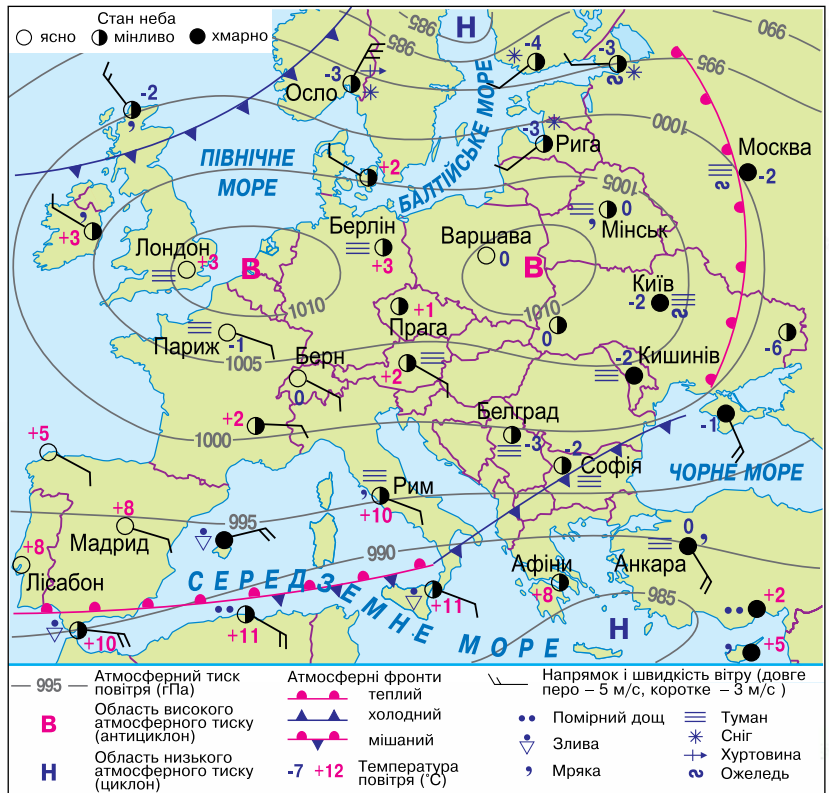 Стан неба
ясно мінливо хмарно
Н
985
985
990
995
-4
-3
-3
Осло
-2
1000
-3
Рига
БАЛТІЙСЬКЕ МОРЕ
ПІВНІЧНЕ
МОРЕ
+2
Москва
-2
1005
0
Мінськ
+3
Берлін
+3
Варшава
0
В
Лондон
+3
В
1010
1010
Київ
-2
+1
Прага
0
-6
Париж
-1
1005
Берн
0
+2
-2
Кишинів
+2
1000
Белград
-3
-2
Софія
-1
ЧОРНЕ МОРЕ
+5
Рим
+10
995
+8
Мадрид
990
0
Анкара
+8
Лісабон
Афіни
+8
СЕРЕДЗЕМНЕ МОРЕ
985
+11
+2
+10
+11
Н
+5
995
Атмосферний тиск
повітря (гПа)
В
Область високого
атмосферного тиску
(антициклон)
Н
Область низького
атмосферного тиску
(циклон)
Атмосферні фронти
теплий
холодний
мішаний
-7 +12
Температура
повітря (°С)
Напрямок і швидкість вітру (довге
перо – 5 м/с, коротке – 3 м/с )
Помірний дощ
Злива
Мряка
Туман
Сніг
Хуртовина
Ожеледь